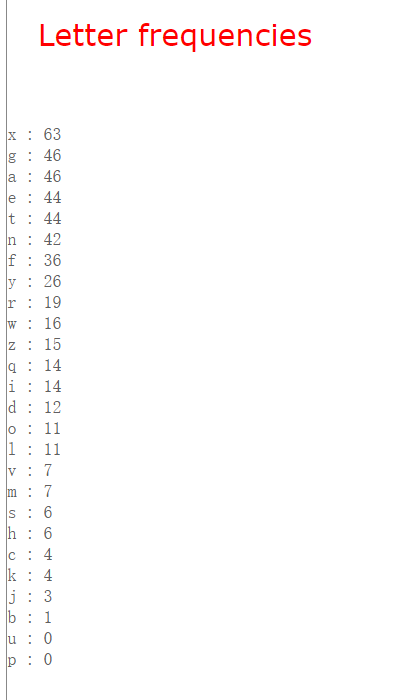 Letter frequencies
x : 63
g : 46
a : 46
e : 44
t : 44
n : 42
f : 36
y : 26
r : 19
w : 16
z : 15
q : 14
i : 14
d : 12
o : 11
l : 11
v : 7
m : 7
s : 6
h : 6
c : 4
k : 4
j : 3
b : 1
u : 0
p : 0